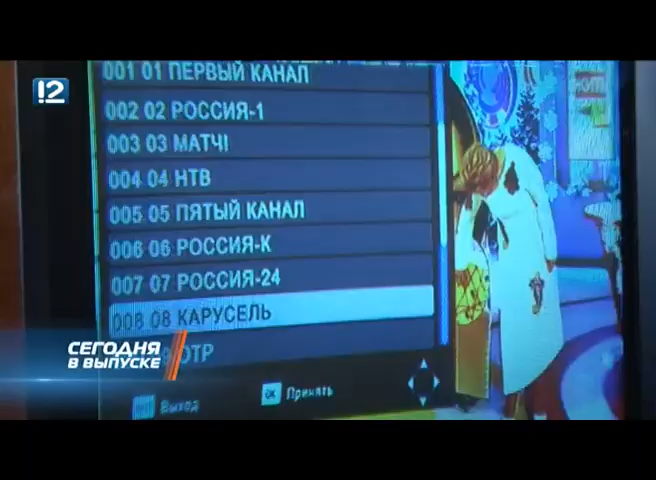 001 01 ПЕРВЫЙ КАНАЛ
!12
002 02 РОССИЯ-1
003 03 МАТЧ!
004 04 НТВ
005 05 ПЯТЫЙ КАНАЛ
006 06 РОССИЯ-К
007 07 РОССИЯ-24
008 08 КАРУСЕЛЬ
СЕГОДНЯ
В ВЫПУСКЕ
ОТР
Выход
OK Принять